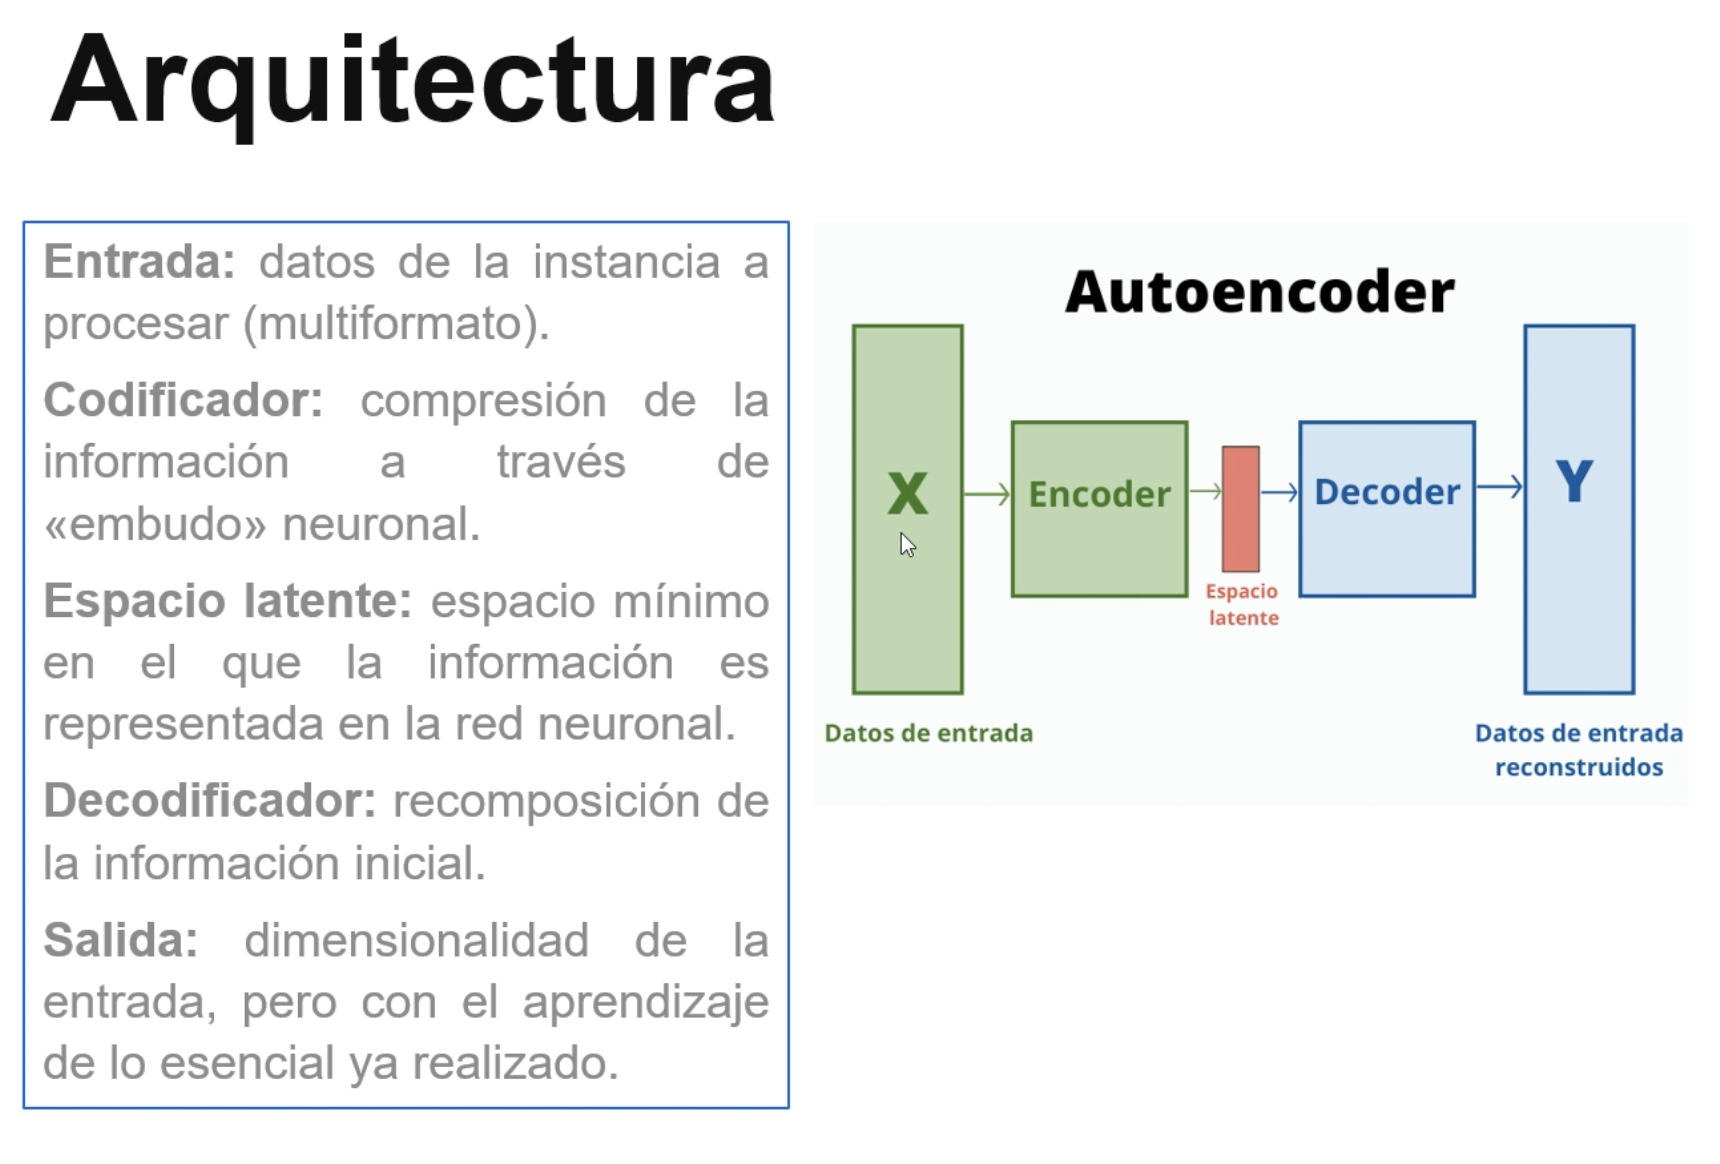 Arquitectura
Entrada: datos de la instancia a
procesar (multiformato).
Codificador: compresión de la
información a través de
«embudo» neuronal.
Espacio latente: espacio mínimo
en el que la información es
representada en la red neuronal.
Decodificador: recomposición de
la información inicial.
Salida: dimensionalidad de la
entrada, pero con el aprendizaje
de lo esencial ya realizado.
Autoencoder
X
Encoder
Espacio
latente
Decoder
Y
Datos de entrada
Datos de entrada
reconstruidos